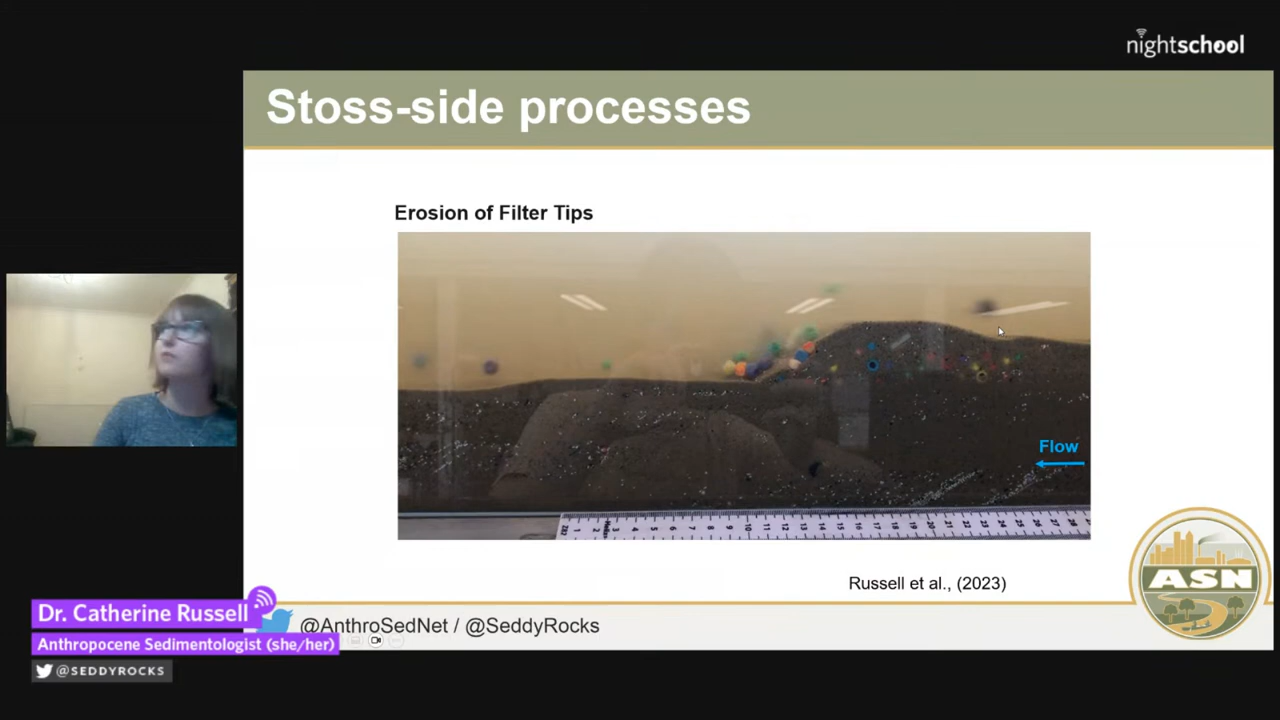 nightschool
Stoss-side processes
Erosion of Filter Tips
Flow
Russell et al., (2023)
ASN
Dr. Catherine Russell
@AnthroSedNet / @SeddyRocks
Anthropocene Sedimentologist (she/her)
@SEDDYROCKS